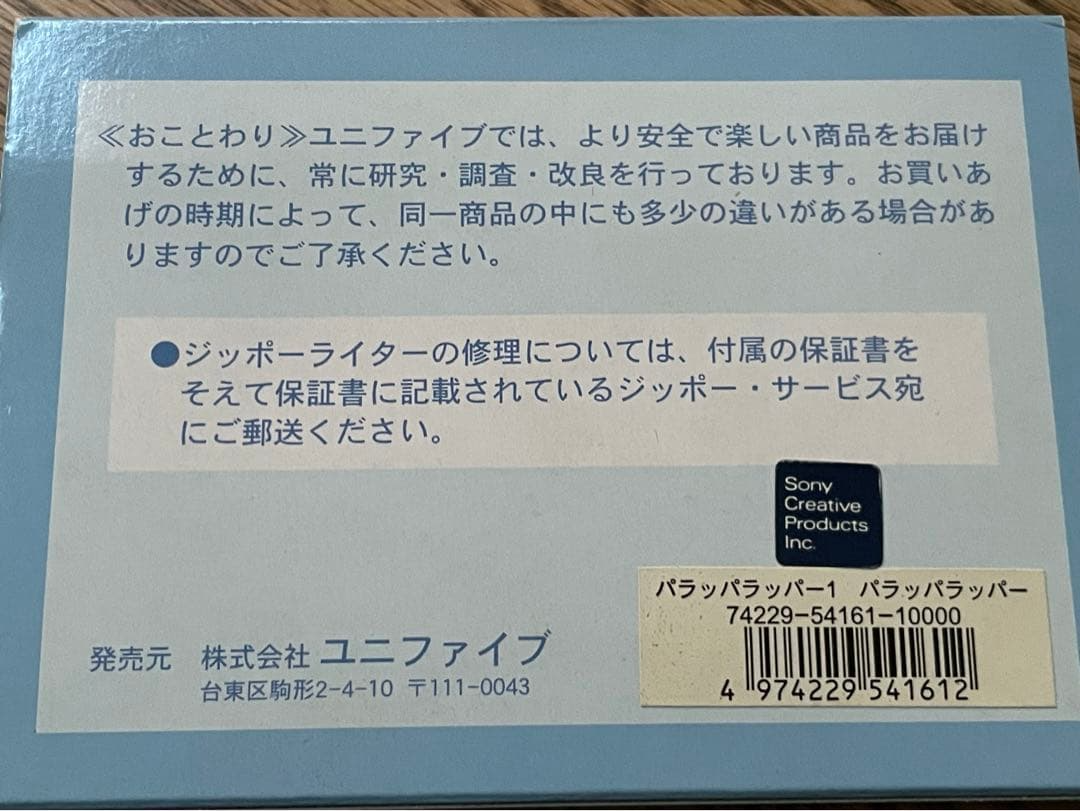 ≪おことわり≫ユニファイブでは、より安全で楽しい商品をお届け
するために、常に研究・調査・改良を行っております。お買いあ
げの時期によって、同一商品の中にも多少の違いがある場合があ
りますのでご了承ください。
●ジッポーライターの修理については、付属の保証書を
そえて保証書に記載されているジッポー・サービス宛
にご郵送ください。
Sony
Creative
Products
Inc.
パラッパラッパー1 パラッパラッパー
74229-54161-10000
4 974229 541612
発売元 株式会社 ユニファイブ
台東区駒形2-4-10 〒111-0043